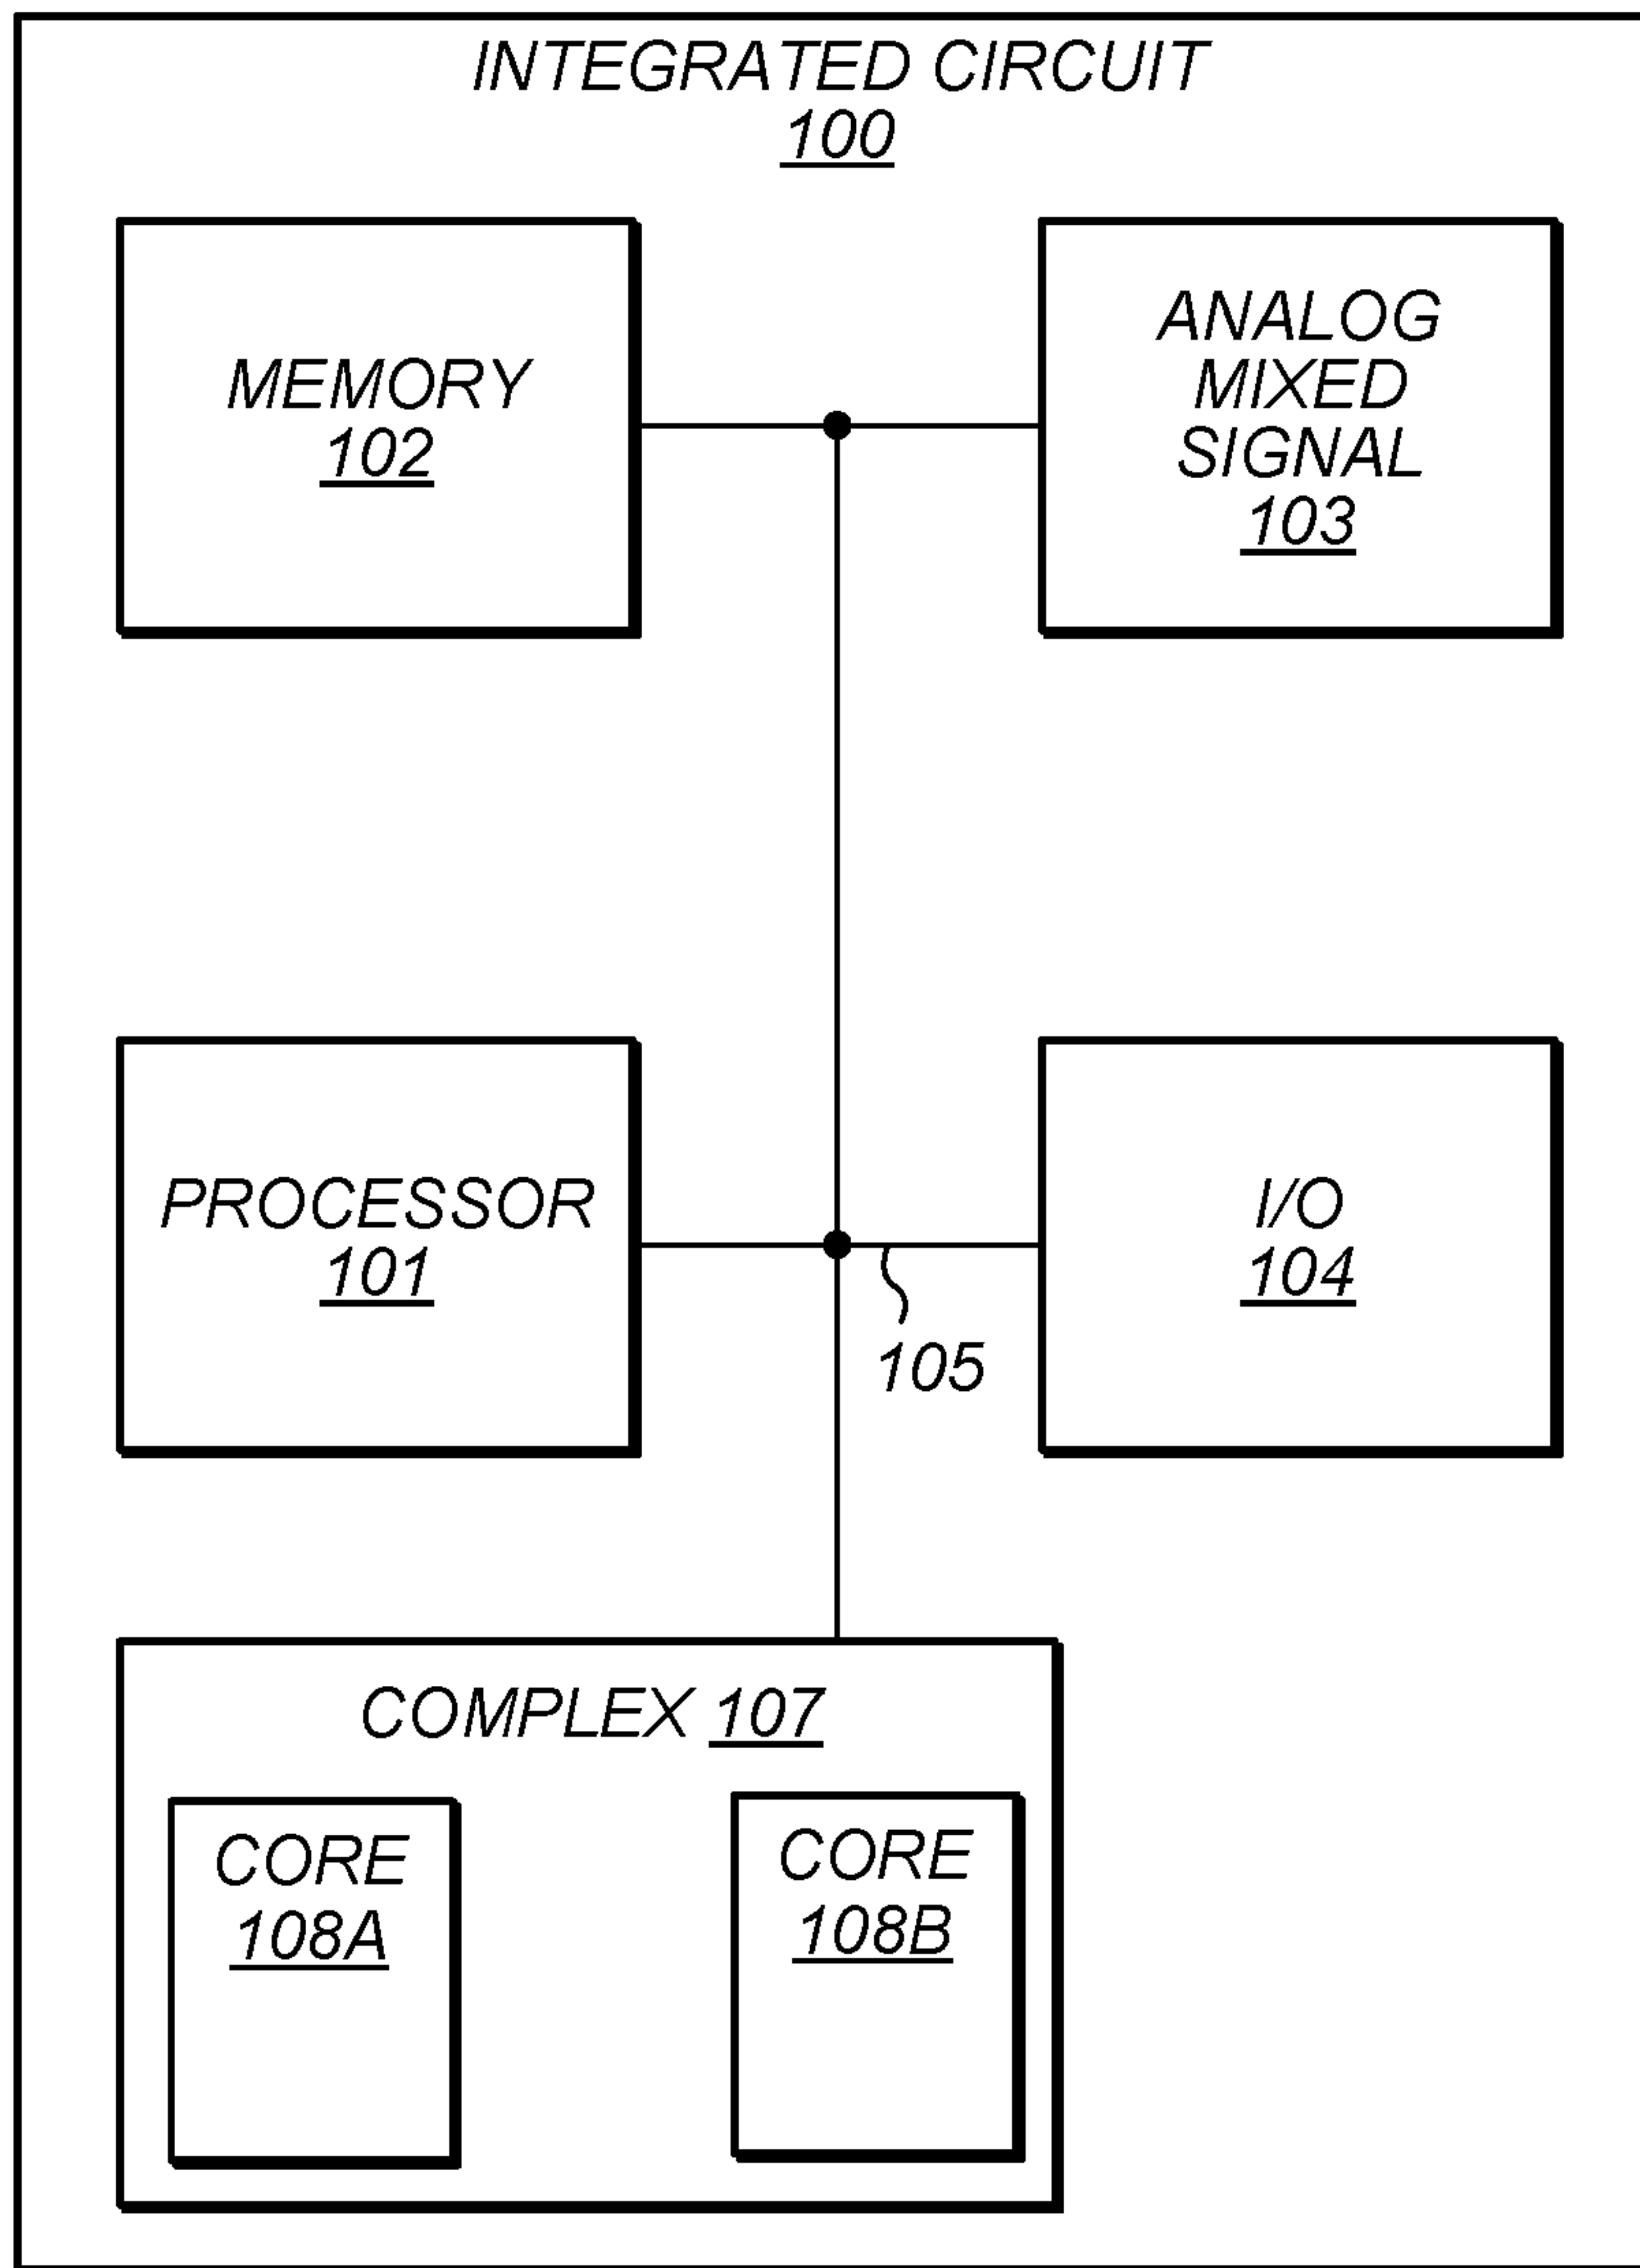 INTEGRATED CIRCUIT
100
MEMORY
102
ANALOG
MIXED
SIGNAL
103
PROCESSOR
101
I/O
104
105
COMPLEX 107
CORE
108A
CORE
108B